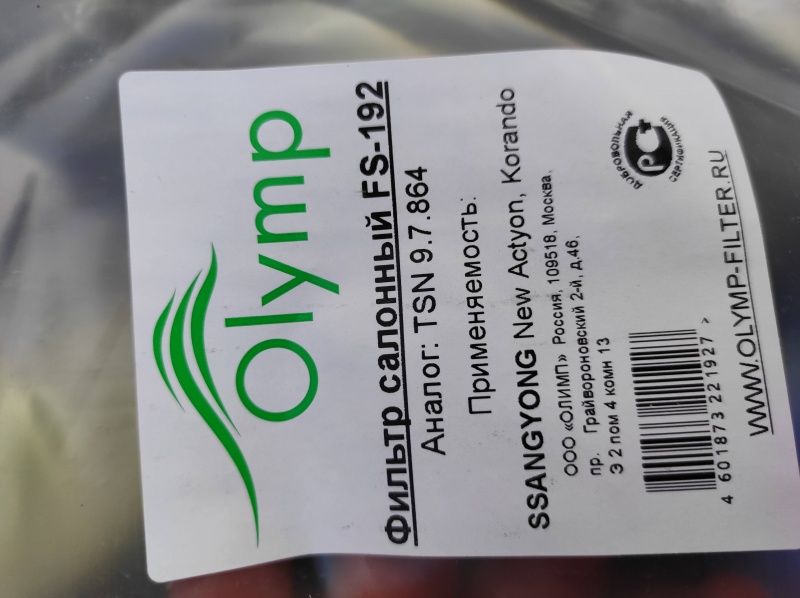 Olymp
Фильтр салонный FS-192
Аналог: TSN 9.7.864
Применяемость:
SSANGYONG New Actyon, Korando
ООО «ОЛИМП» Россия, 109518, Москва,
пр. Грайвороновский 2-й, д.46,
Э 2 пом 4 комн 13
ДОБРОВОЛЬНАЯ
РС+
СЕРТИФИКАЦИЯ
4 601873 221927 >
WWW.OLYMP-FILTER.RU